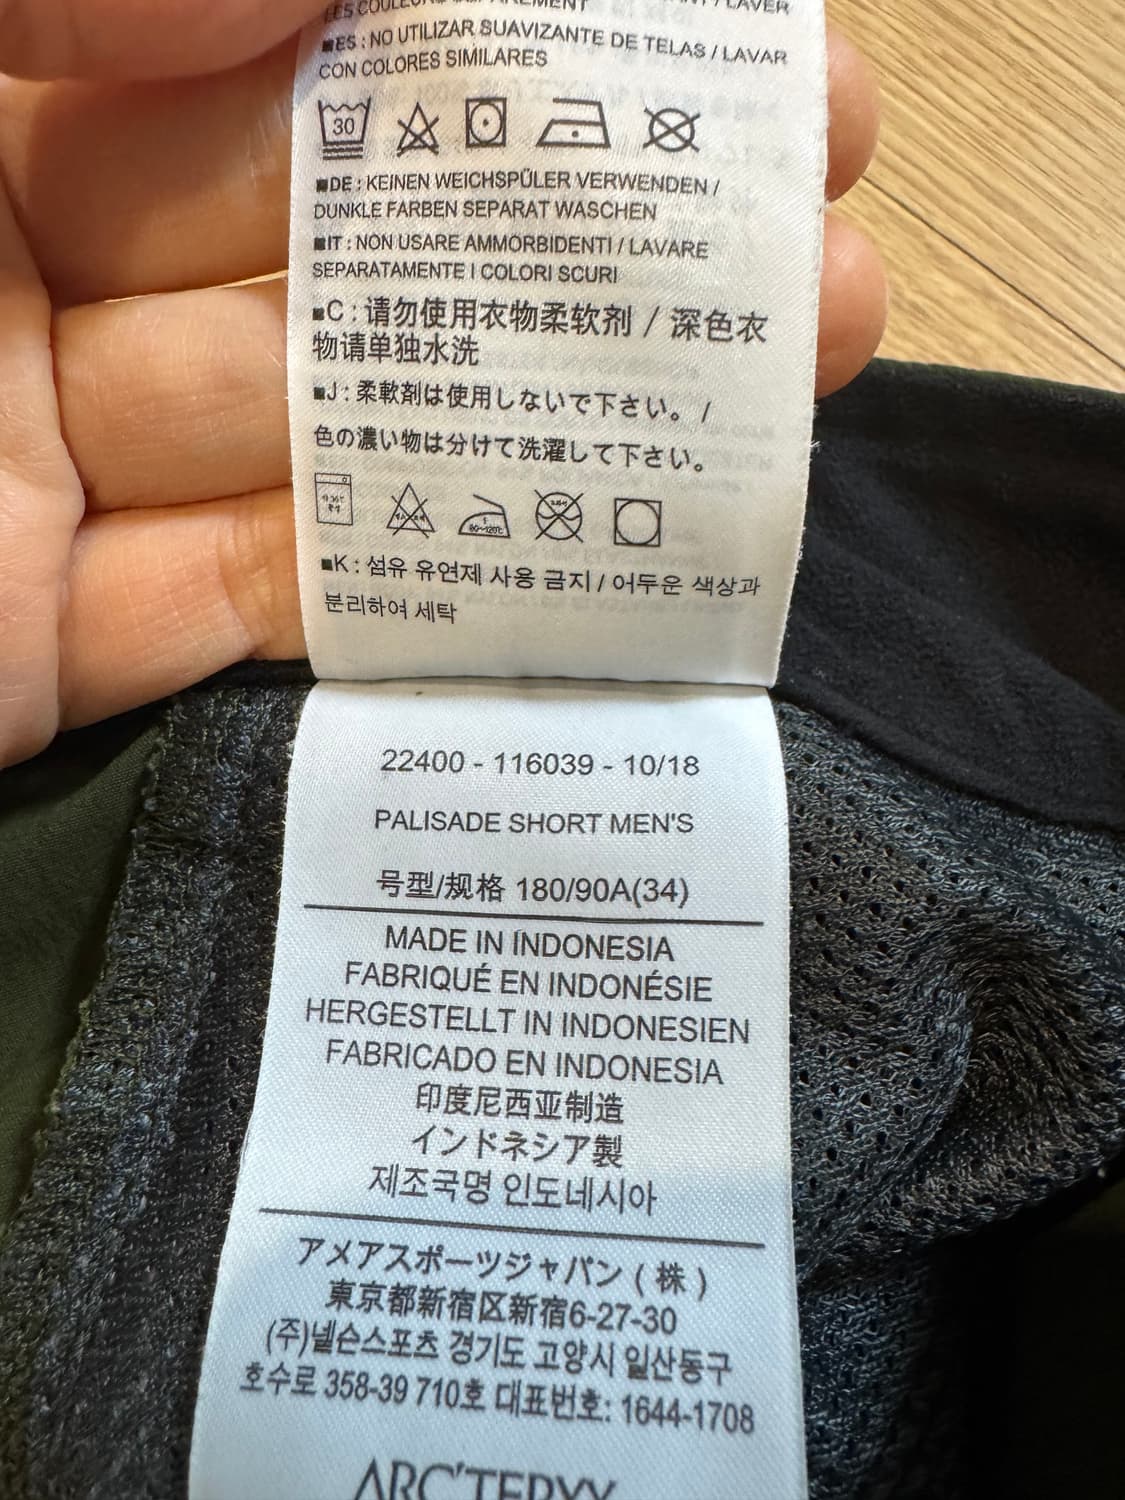 LES COULEURS SÉPARÉMENT
/ LAVER
■ES : NO UTILIZAR SUAVIZANTE DE TELAS / LAVAR
CON COLORES SIMILARES
30
■DE : KEINEN WEICHSPÜLER VERWENDEN /
DUNKLE FARBEN SEPARAT WASCHEN
■IT : NON USARE AMMORBIDENTI / LAVARE
SEPARATAMENTE I COLORI SCURI
■C : 请勿使用衣物柔软剂 / 深色衣
物请单独水洗
■J : 柔軟剤は使用しないで下さい。 /
色の濃い物は分けて洗濯して下さい。
80~120℃
■K : 섬유 유연제 사용 금지 / 어두운 색상과
분리하여 세탁
22400 - 116039 - 10/18
PALISADE SHORT MEN'S
号型/规格 180/90A(34)
MADE IN INDONESIA
FABRIQUÉ EN INDONÉSIE
HERGESTELLT IN INDONESIEN
FABRICADO EN INDONESIA
印度尼西亚制造
インドネシア製
제조국명 인도네시아
アメアスポーツジャパン ( 株 )
東京都新宿区新宿6-27-30
(주)넬슨스포츠 경기도 고양시 일산동구
호수로 358-39 710호 대표번호: 1644-1708
ARC'TERYX